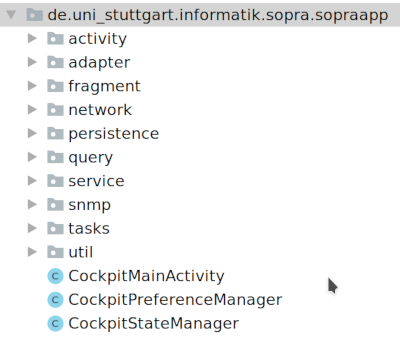 de.uni_stuttgart.informatik.sopra.sopraapp
activity
adapter
fragment
network
persistence
query
service
snmp
tasks
util
C CockpitMainActivity
C CockpitPreferenceManager
C CockpitStateManager